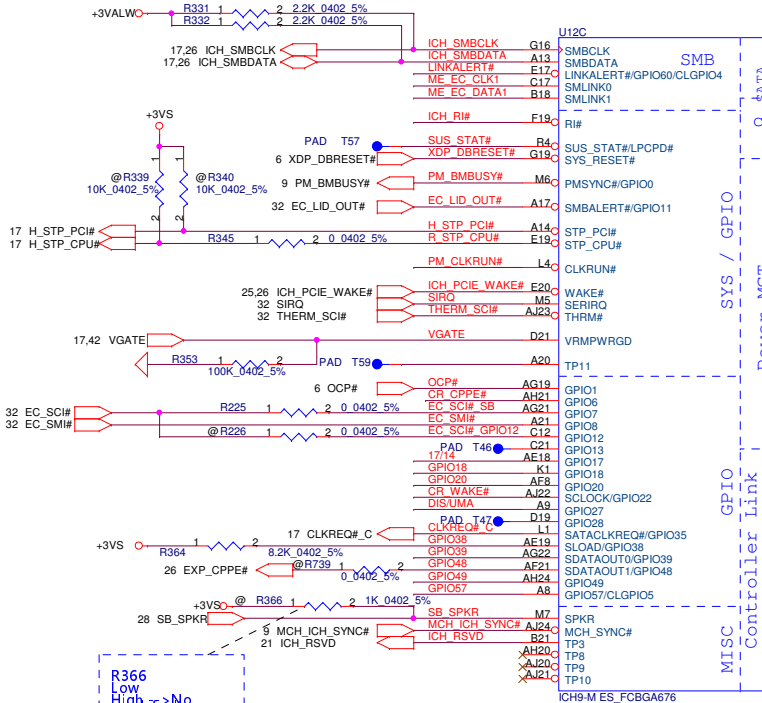 +3VALW R331 1 2 2.2K_0402_5%
R332 1 2 2.2K_0402_5%
U12C
17,26 ICH_SMBCLK ICH_SMBCLK G16 SMBCLK SMB
17,26 ICH_SMBDATA ICH_SMBDATA A13 SMBDATA
LINKALERT# E17 LINKALERT#/GPIO60/CLGPIO4
ME_EC_CLK1 C17 SMLINK0
ME_EC_DATA1 B18 SMLINK1
ICH_RI# F19 RI#
+3VS
PAD T57 SUS_STAT# R4 SUS_STAT#/LPCPD#
6 XDP_DBRESET# XDP_DBRESET# G19 SYS_RESET#
1 1
@R339 @R340
10K_0402_5% 10K_0402_5%
2 2
9 PM_BMBUSY# PM_BMBUSY# M6 PMSYNC#/GPIO0
32 EC_LID_OUT# EC_LID_OUT# A17 SMBALERT#/GPIO11
17 H_STP_PCI# H_STP_PCI# A14 STP_PCI#
17 H_STP_CPU# R345 1 2 0_0402_5% R_STP_CPU# E19 STP_CPU#
SYS / GPIO
PM_CLKRUN# L4 CLKRUN#
25,26 ICH_PCIE_WAKE# ICH_PCIE_WAKE# E20 WAKE#
32 SIRQ SIRQ M5 SERIRQ
32 THERM_SCI# THERM_SCI# AJ23 THRM#
17,42 VGATE VGATE D21 VRMPWRGD
R353 1 2 100K_0402_5% PAD T59 A20 TP11
6 OCP# OCP# AG19 GPIO1
CR_CPPE# AH21 GPIO6
32 EC_SCI# R225 1 2 0_0402_5% EC_SCI#_SB AG21 GPIO7
32 EC_SMI# EC_SMI# A21 GPIO8
@R226 1 2 0_0402_5% EC_SCI#_GPIO12 C12 GPIO12
PAD T46 C21 GPIO13
17/14 AE18 GPIO17
GPIO18 K1 GPIO18
GPIO20 AF8 GPIO20
CR_WAKE# AJ22 SCLOCK/GPIO22
DIS/UMA A9 GPIO27
PAD T47 D19 GPIO28
GPIO
Controller Link
17 CLKREQ#_C CLKREQ#_C L1 SATACLKREQ#/GPIO35
+3VS R364 1 2 8.2K_0402_5% GPIO38 AE19 SLOAD/GPIO38
GPIO39 AG22 SDATAOUT0/GPIO39
26 EXP_CPPE# @R739 1 2 0_0402_5% GPIO48 AF21 SDATAOUT1/GPIO48
GPIO49 AH24 GPIO49
GPIO57 A8 GPIO57/CLGPIO5
+3VS @ R366 1 2 1K_0402_5%
28 SB_SPKR SB_SPKR M7 SPKR
9 MCH_ICH_SYNC# MCH_ICH_SYNC# AJ24 MCH_SYNC#
21 ICH_RSVD ICH_RSVD B21 TP3
AH20 TP8
AJ20 TP9
AJ21 TP10
MISC
ICH9-M ES_FCBGA676
R366
Low